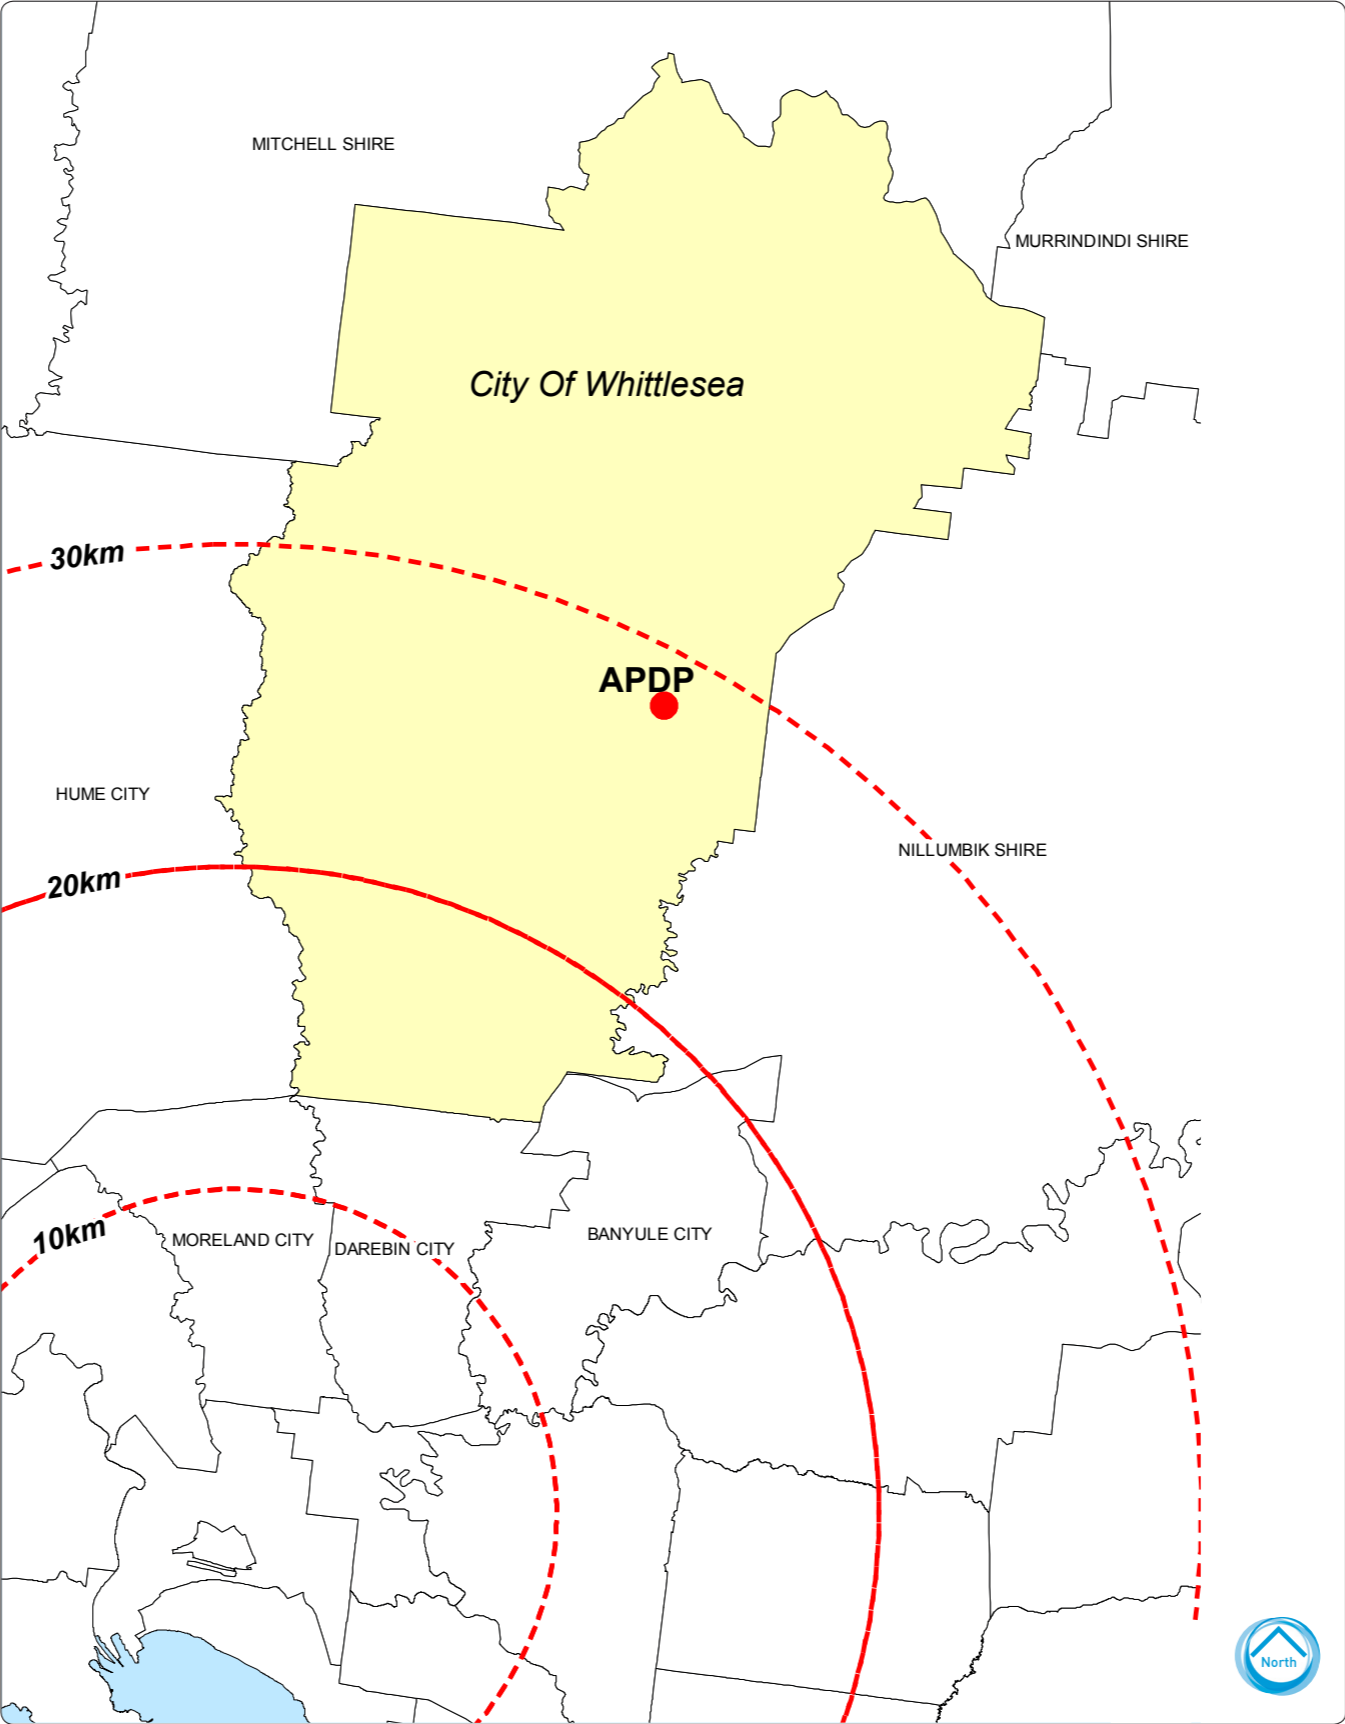 MITCHELL SHIRE
MURRINDINDI SHIRE
City Of Whittlesea
30km
APDP
HUME CITY
NILLUMBIK SHIRE
20km
10km
MORELAND CITY
DAREBIN CITY
BANYULE CITY
North